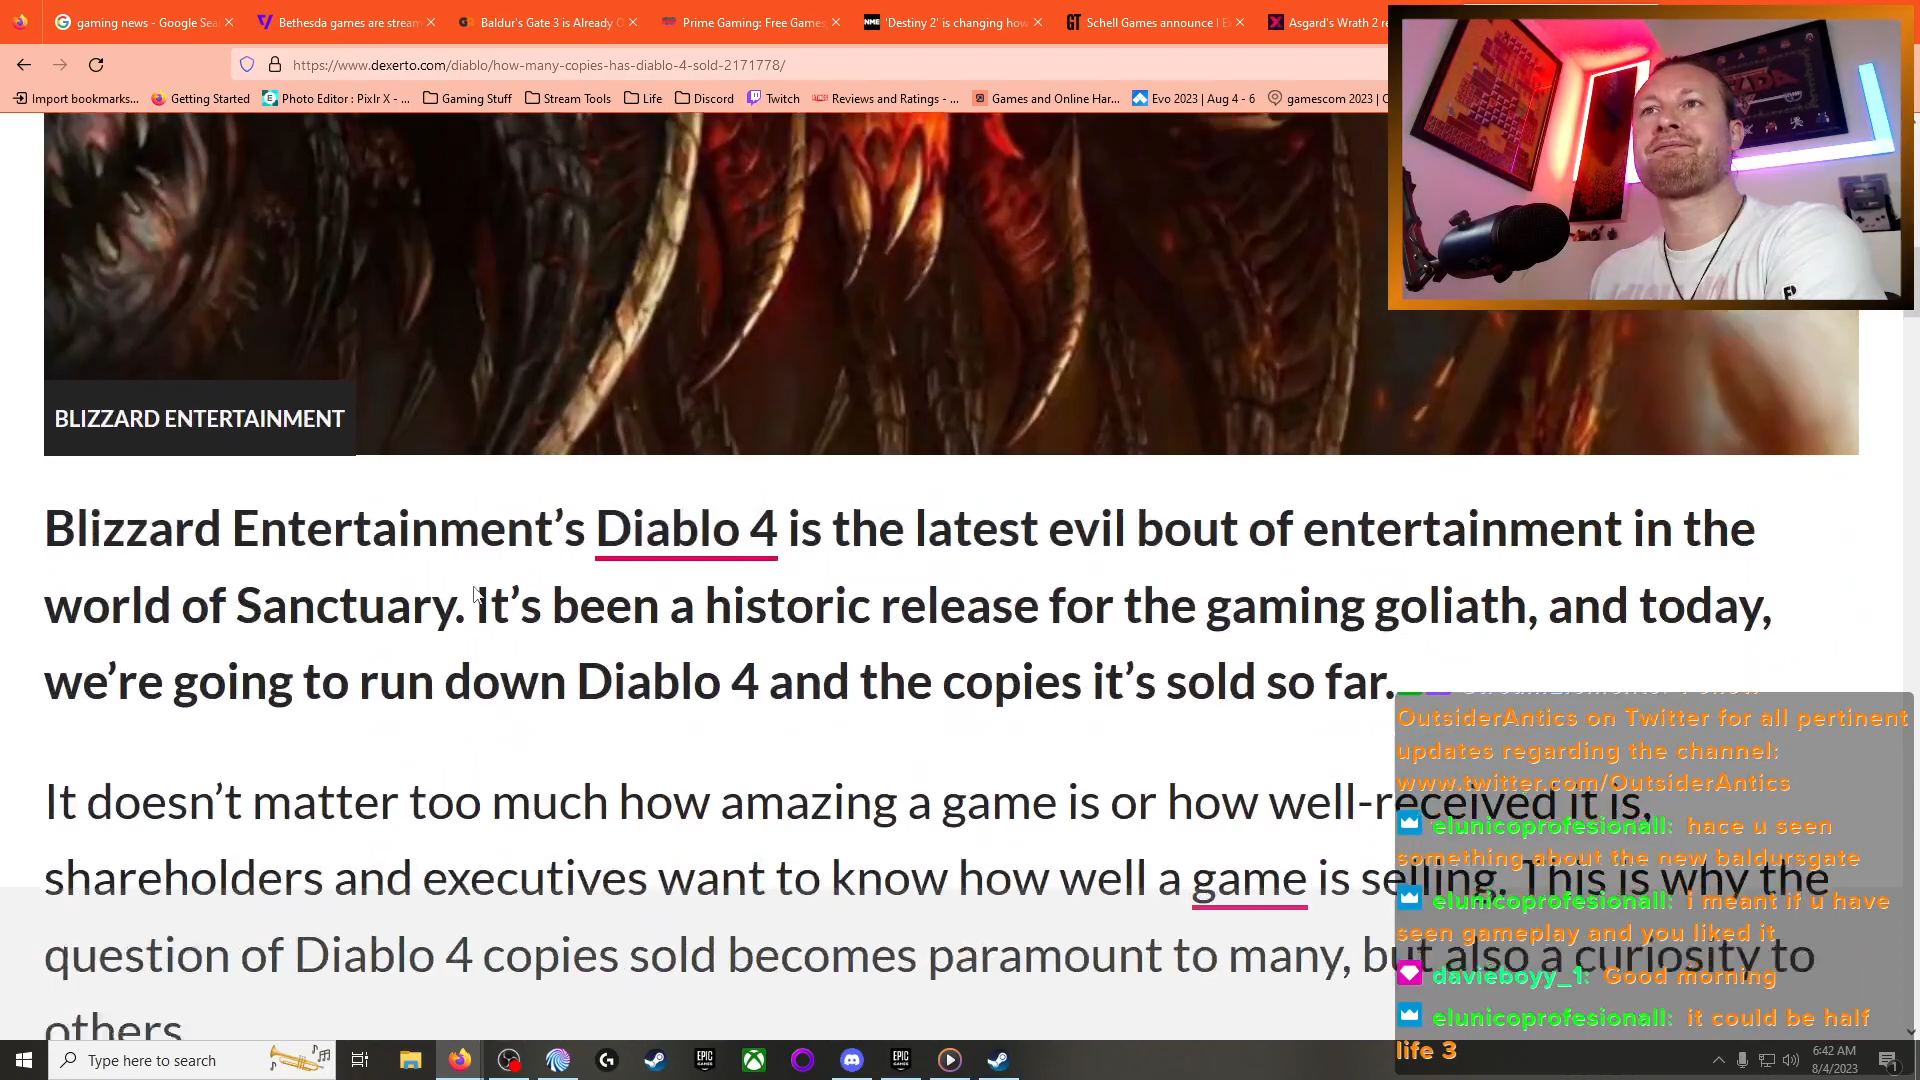 gaming news - Google Sea
Bethesda games are stream
Baldur's Gate 3 is Already O
Prime Gaming: Free Games
'Destiny 2' is changing how
Schell Games announce I E
Asgard's Wrath 2 re
https://www.dexerto.com/diablo/how-many-copies-has-diablo-4-sold-2171778/
Import bookmarks...
Getting Started
Photo Editor : Pixlr X - ...
Gaming Stuff
Stream Tools
Life
Discord
Twitch
Reviews and Ratings - ...
Games and Online Har...
Evo 2023 | Aug 4 - 6
gamescom 2023 | C
BLIZZARD ENTERTAINMENT
Blizzard Entertainment’s Diablo 4 is the latest evil bout of entertainment in the
world of Sanctuary. It’s been a historic release for the gaming goliath, and today,
we’re going to run down Diablo 4 and the copies it’s sold so far.
It doesn’t matter too much how amazing a game is or how well-received it is,
shareholders and executives want to know how well a game is selling. This is why the
question of Diablo 4 copies sold becomes paramount to many, but also a curiosity to
others
OutsiderAntics on Twitter for all pertinent
updates regarding the channel:
www.twitter.com/OutsiderAntics
elunicoprofesionall: hace u seen
something about the new baldursgate
elunicoprofesionall: i meant if u have
seen gameplay and you liked it
davieboyy_1: Good morning
elunicoprofesionall: it could be half
life 3
Type here to search
EPIC GAMES
EPIC GAMES
6:42 AM
8/4/2023
1